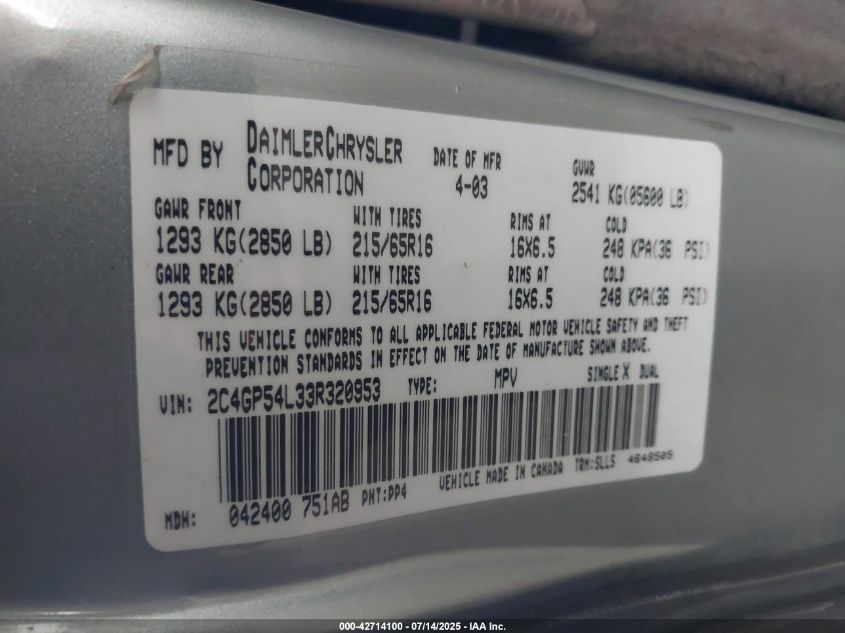 MFD BY DAIMLERCHRYSLER CORPORATION DATE OF MFR 4-03 GVWR 2541 KG(05600 LB)
GAWR FRONT WITH TIRES RIMS AT COLD
1293 KG(2850 LB) 215/65R16 16X6.5 248 KPA(36 PSI)
GAWR REAR WITH TIRES RIMS AT COLD
1293 KG(2850 LB) 215/65R16 16X6.5 248 KPA(36 PSI)
THIS VEHICLE CONFORMS TO ALL APPLICABLE FEDERAL MOTOR VEHICLE SAFETY AND THEFT
PREVENTION STANDARDS IN EFFECT ON THE DATE OF MANUFACTURE SHOWN ABOVE.
VIN: 2C4GP54L33R320953 TYPE: MPV SINGLE X DUAL
MDH: 042400 751AB PNT:PP4 VEHICLE MADE IN CANADA TRM:SLL5 4648505
000-42714100 - 07/14/2025 - IAA Inc.